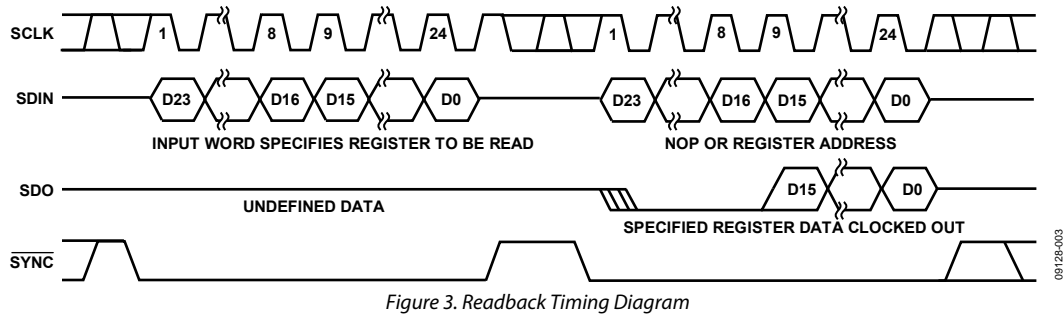 SCLK 1 8 9 24 1 8 9 24
SDIN D23 D16 D15 D0 D23 D16 D15 D0
INPUT WORD SPECIFIES REGISTER TO BE READ NOP OR REGISTER ADDRESS
SDO D15 D0
UNDEFINED DATA SPECIFIED REGISTER DATA CLOCKED OUT
SYNC
09128-003
Figure 3. Readback Timing Diagram